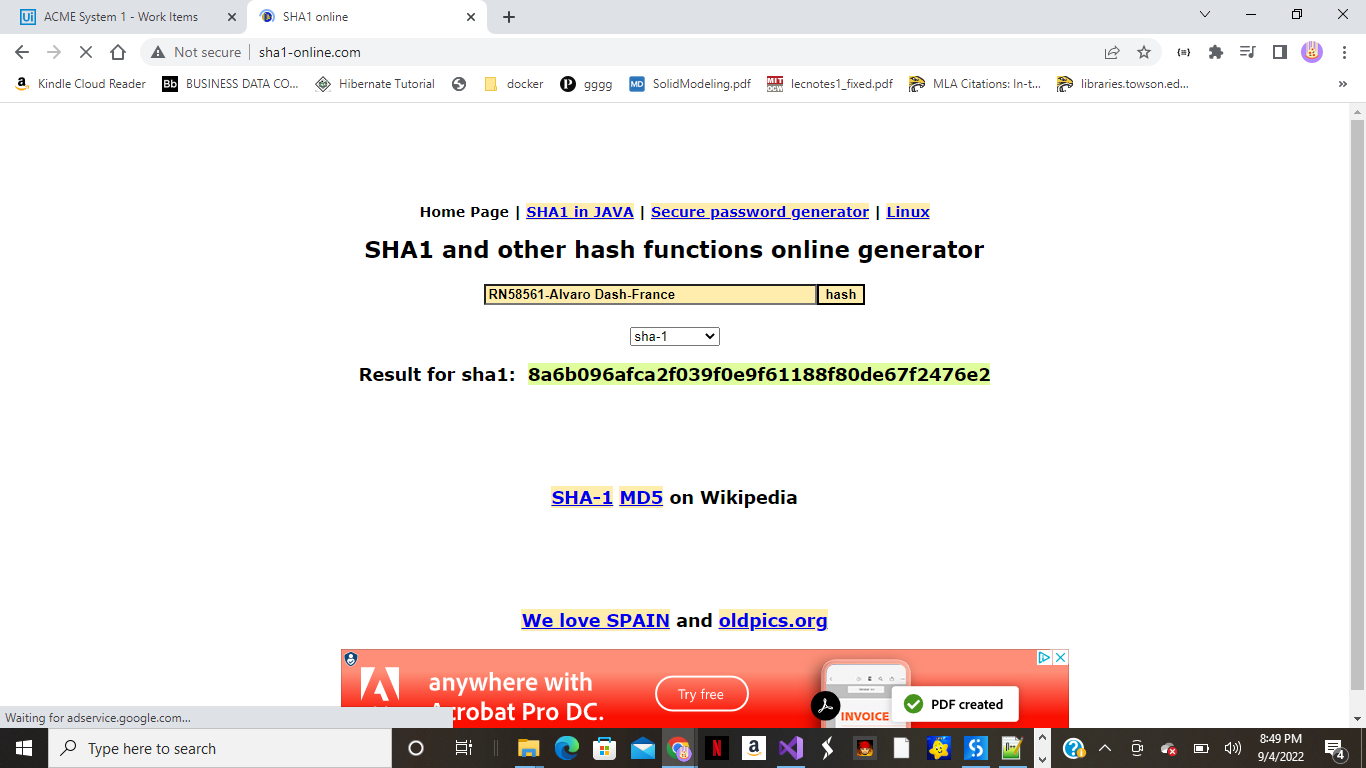 ACME System 1 - Work Items
SHA1 online
Not secure
sha1-online.com
Kindle Cloud Reader
Bb
BUSINESS DATA CO...
Hibernate Tutorial
docker
gggg
MD
SolidModeling.pdf
lecnotes1_fixed.pdf
MLA Citations: In-t...
libraries.towson.ed...
Home Page | SHA1 in JAVA | Secure password generator | Linux
SHA1 and other hash functions online generator
RN58561-Alvaro Dash-France
hash
sha-1
Result for sha1: 8a6b096afca2f039f0e9f61188f80de67f2476e2
SHA-1 MD5 on Wikipedia
We love SPAIN and oldpics.org
anywhere with
Acrobat Pro DC.
Try free
INVOICE
PDF created
Waiting for adservice.google.com...
Type here to search
8:49 PM
9/4/2022
4